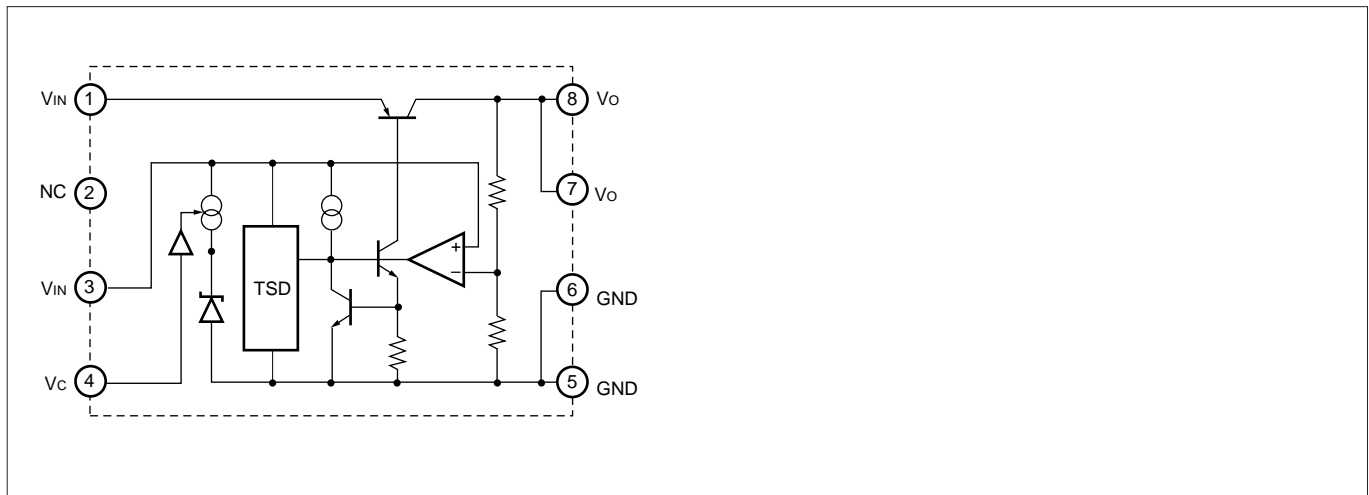 VIN 1
8 VO
NC 2
7 VO
VIN 3
TSD
+
−
6 GND
VC 4
5 GND